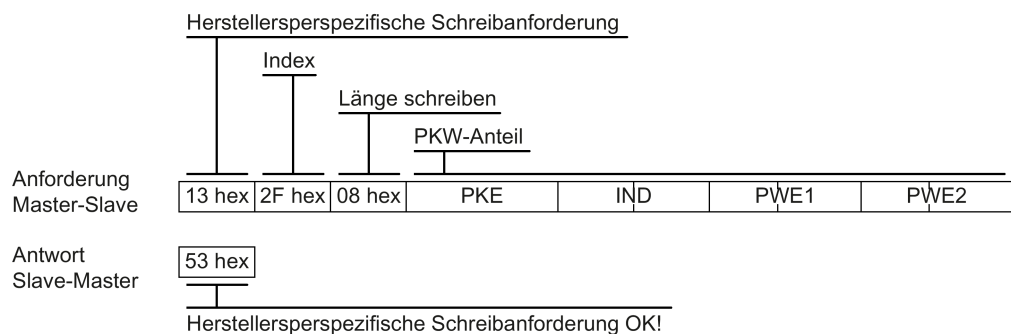 Herstellersperspezifische Schreibanforderung
Index
Länge schreiben
PKW-Anteil
Anforderung
Master-Slave
13 hex 2F hex 08 hex PKE IND PWE1 PWE2
Antwort
Slave-Master
53 hex
Herstellersperspezifische Schreibanforderung OK!